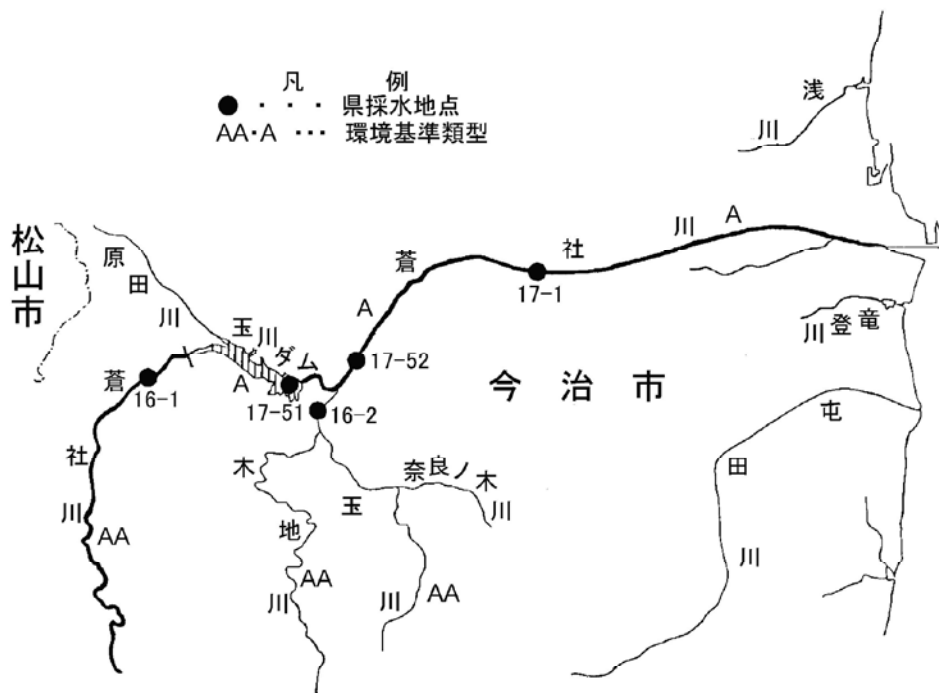 凡 例
● ・ ・ ・ 県採水地点
AA・A ・・・ 環境基準類型
浅川
松山市
原田川
玉川ダム
A
蒼社川
A
A
17-1
17-52
17-51
16-1
16-2
蒼社川
AA
今治市
登竜川
屯田川
木地川
AA
奈良ノ木川
玉川
AA